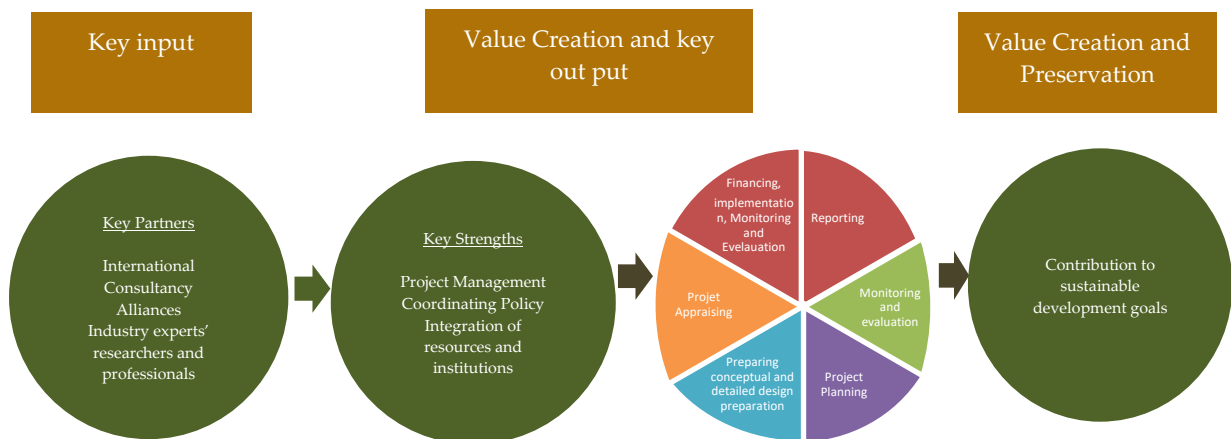 Key input
Value Creation and key
out put
Value Creation and
Preservation
Key Partners
International
Consultancy
Alliances
Industry experts’
researchers and
professionals
Key Strengths
Project Management
Coordinating Policy
Integration of
resources and
institutions
Financing,
implementatio
n, Monitoring
and
Evelauation
Reporting
Monitoring
and
evaluation
Project
Planning
Preparing
conceptual and
detailed design
preparation
Projet
Appraising
Contribution to
sustainable
development goals